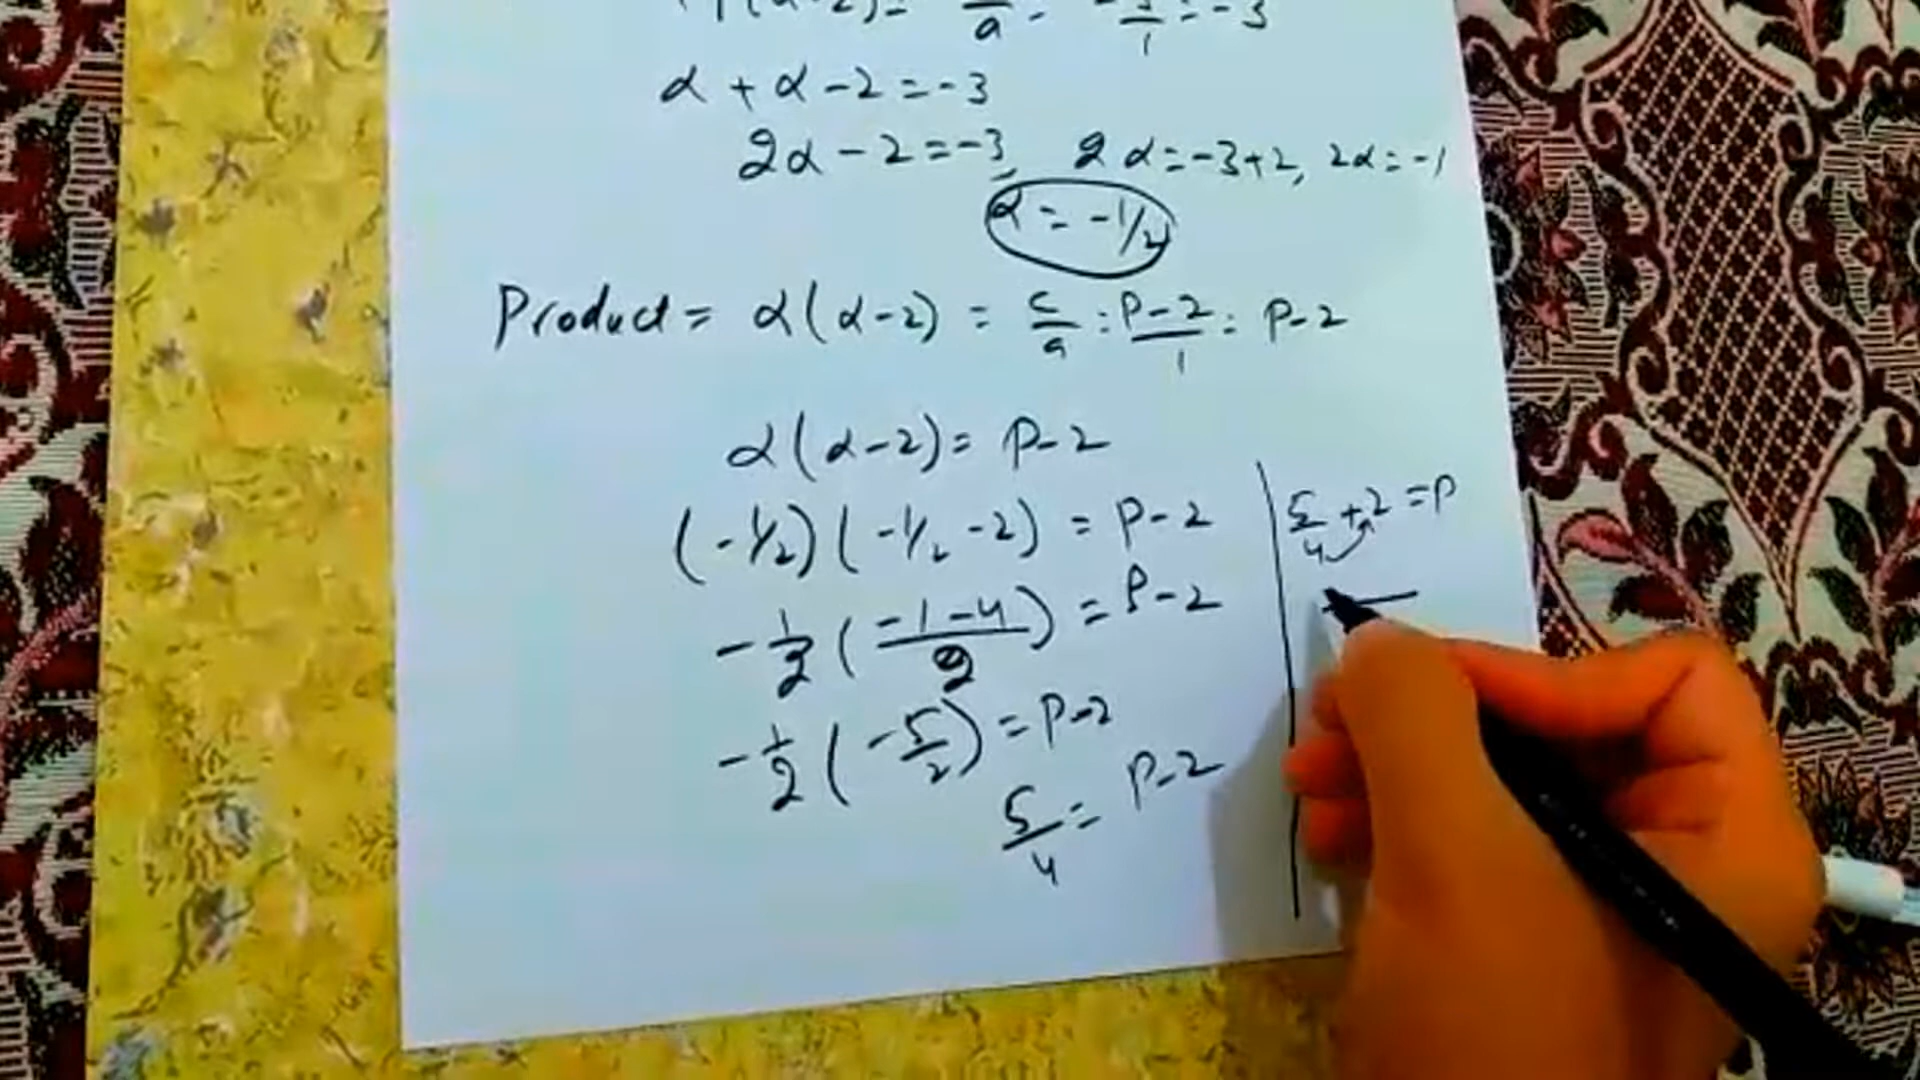 a 1 = -3
α + α - 2 = -3
2α - 2 = -3, 2α = -3+2, 2α = -1
α = -1/2
Product = α(α-2) = c/a = P-2/1 = P-2
α(α-2) = P-2
(-1/2)(-1/2 -2) = P-2
-1/2(-1-4/2) = P-2
-1/2(-5/2) = P-2
5/4 = P-2
5/4 + 2 = P